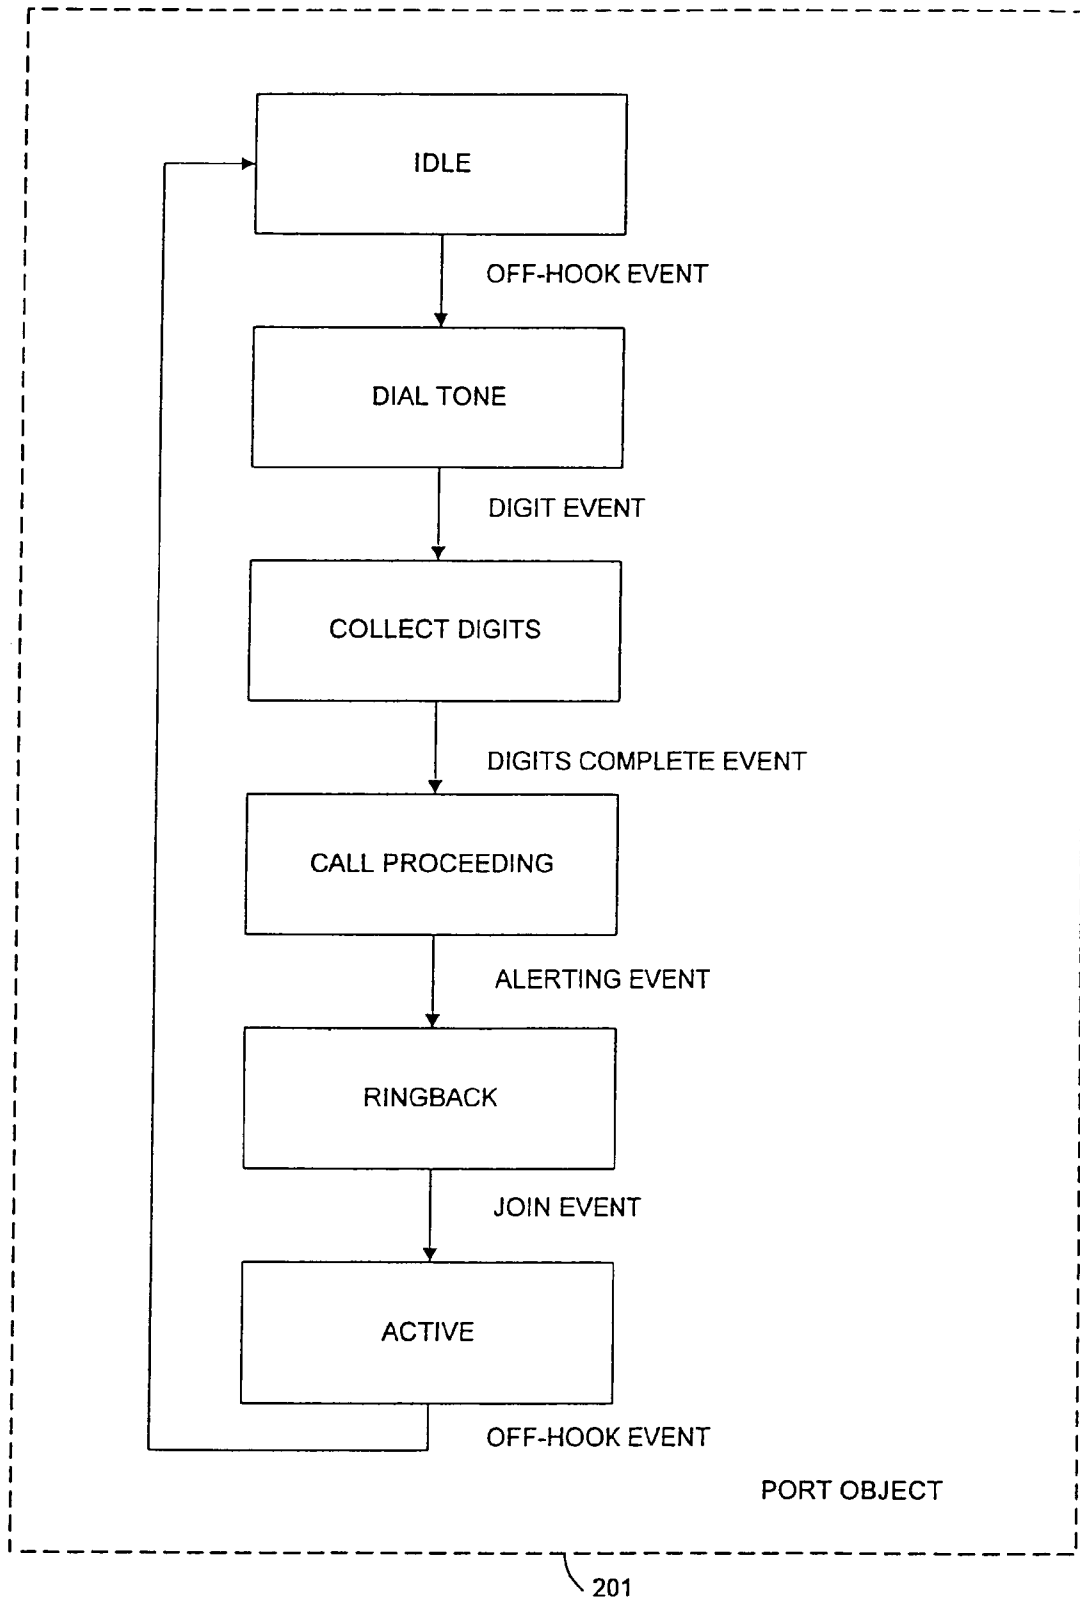 IDLE
OFF-HOOK EVENT
DIAL TONE
DIGIT EVENT
COLLECT DIGITS
DIGITS COMPLETE EVENT
CALL PROCEEDING
ALERTING EVENT
RINGBACK
JOIN EVENT
ACTIVE
OFF-HOOK EVENT
PORT OBJECT
201